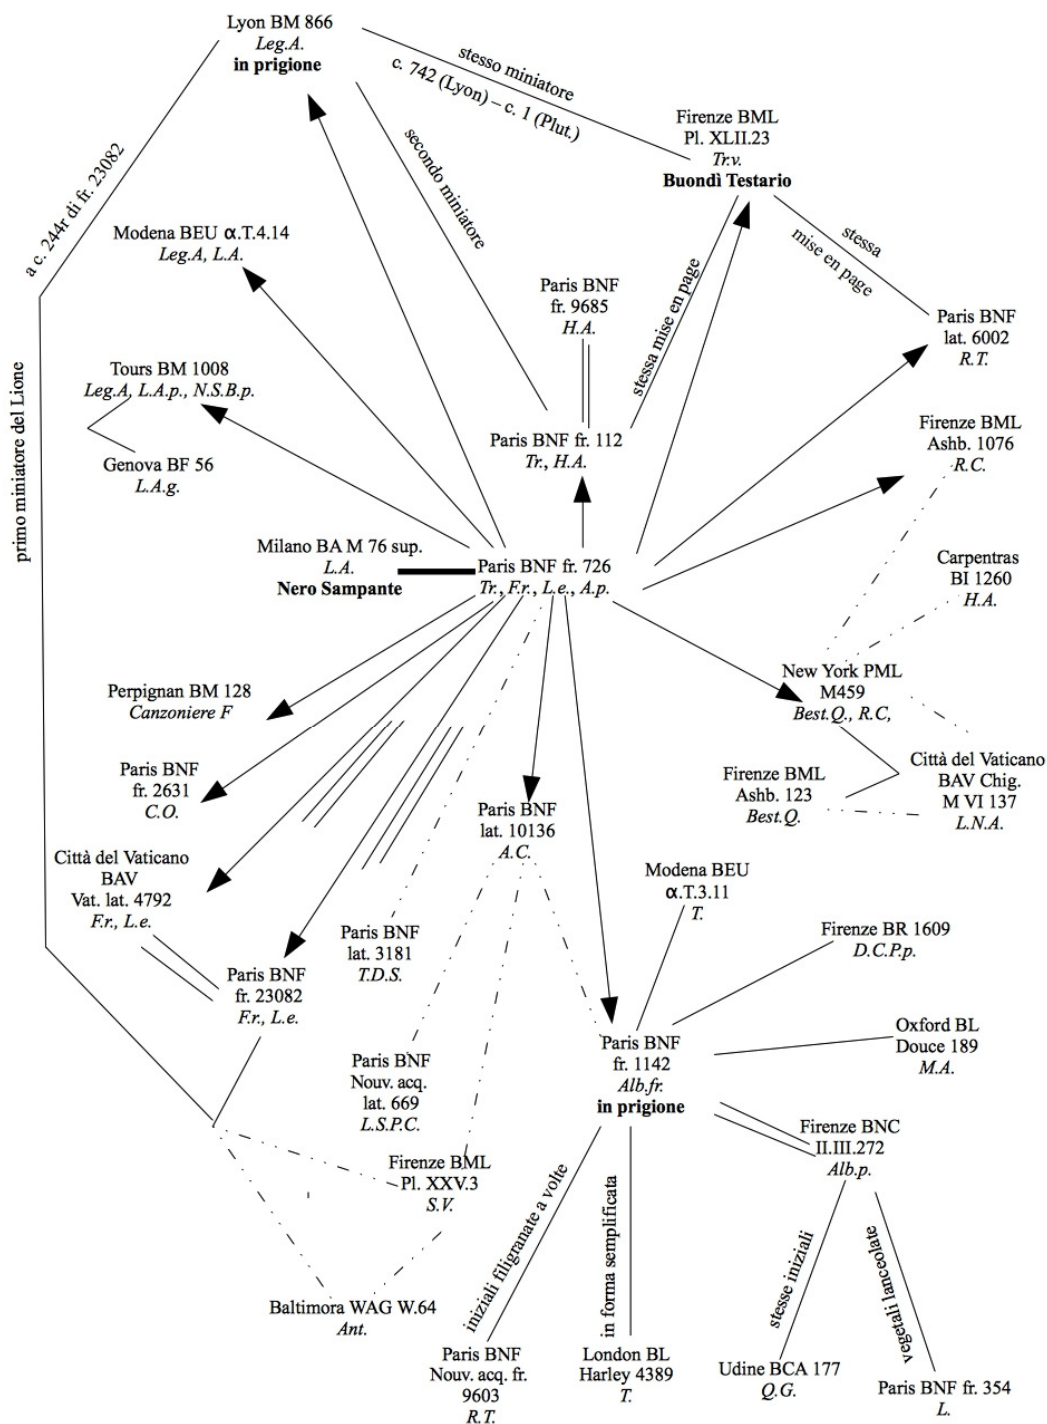 Lyon BM 866
Leg.A.
in prigione
stesso miniatore
c. 742 (Lyon) – c. 1 (Plut.)
secondo miniatore
Firenze BML
Pl. XLII.23
Tr.v.
Buondì Testario
a c. 244r di fr. 23082
primo miniatore del Lione
Modena BEU α.T.4.14
Leg.A, L.A.
stessa
mise en page
Paris BNF
fr. 9685
H.A.
stessa mise en page
Paris BNF
lat. 6002
R.T.
Tours BM 1008
Leg.A, L.A.p., N.S.B.p.
Genova BF 56
L.A.g.
Paris BNF fr. 112
Tr., H.A.
Firenze BML
Ashb. 1076
R.C.
Milano BA M 76 sup.
L.A.
Nero Sampante
Paris BNF fr. 726
Tr., F.r., L.e., A.p.
Carpentras
BI 1260
H.A.
Perpignan BM 128
Canzoniere F
New York PML
M459
Best.Q., R.C,
Paris BNF
fr. 2631
C.O.
Firenze BML
Ashb. 123
Best.Q.
Città del Vaticano
BAV Chig.
M VI 137
L.N.A.
Paris BNF
lat. 10136
A.C.
Città del Vaticano
BAV
Vat. lat. 4792
F.r., L.e.
Modena BEU
α.T.3.11
T.
Paris BNF
lat. 3181
T.D.S.
Firenze BR 1609
D.C.P.p.
Paris BNF
fr. 23082
F.r., L.e.
Oxford BL
Douce 189
M.A.
Paris BNF
fr. 1142
Alb.fr.
in prigione
Paris BNF
Nouv. acq.
lat. 669
L.S.P.C.
Firenze BNC
II.III.272
Alb.p.
Firenze BML
Pl. XXV.3
S.V.
iniziali filigranate a volte
in forma semplificata
stesse iniziali
vegetali lanceolate
Baltimora WAG W.64
Ant.
Paris BNF
Nouv. acq. fr.
9603
R.T.
London BL
Harley 4389
T.
Udine BCA 177
Q.G.
Paris BNF fr. 354
L.